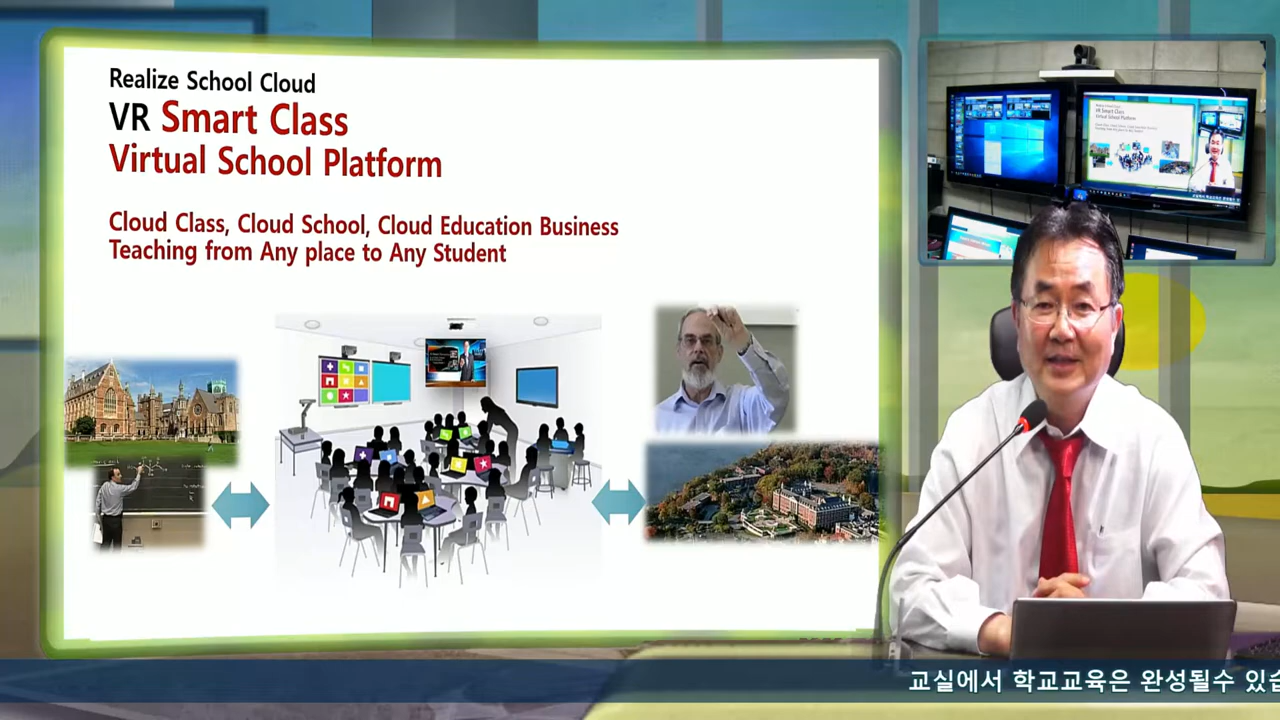 Realize School Cloud
VR Smart Class
Virtual School Platform
Cloud Class, Cloud School, Cloud Education Business
Teaching from Any place to Any Student
교실에서 학교교육은 완성될수 있습